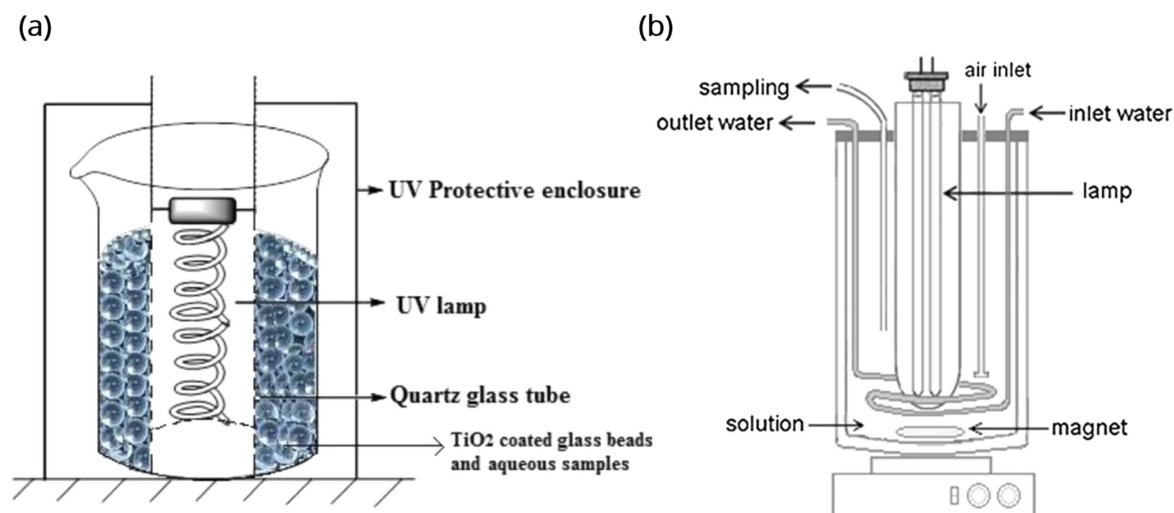 (a)
UV Protective enclosure
UV lamp
Quartz glass tube
TiO2 coated glass beads
and aqueous samples
(b)
sampling
air inlet
outlet water
inlet water
lamp
solution
magnet